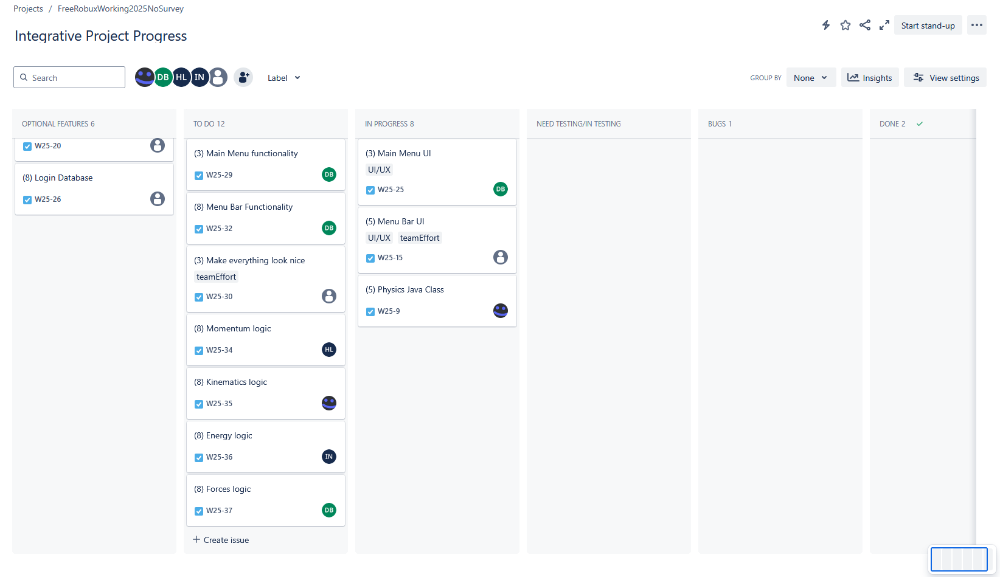 Projects / FreeRobuxWorking2025NoSurvey
Integrative Project Progress
Start stand-up
Search
DB HL IN
Label
GROUP BY
None
Insights
View settings
OPTIONAL FEATURES 6
W25-20
(8) Login Database
W25-26
TO DO 12
(3) Main Menu functionality
W25-29
DB
(8) Menu Bar Functionality
W25-32
DB
(3) Make everything look nice
teamEffort
W25-30
(8) Momentum logic
W25-34
HL
(8) Kinematics logic
W25-35
(8) Energy logic
W25-36
IN
(8) Forces logic
W25-37
DB
+ Create issue
IN PROGRESS 8
(3) Main Menu UI
UI/UX
W25-25
DB
(5) Menu Bar UI
UI/UX teamEffort
W25-15
(5) Physics Java Class
W25-9
NEED TESTING/IN TESTING
BUGS 1
DONE 2